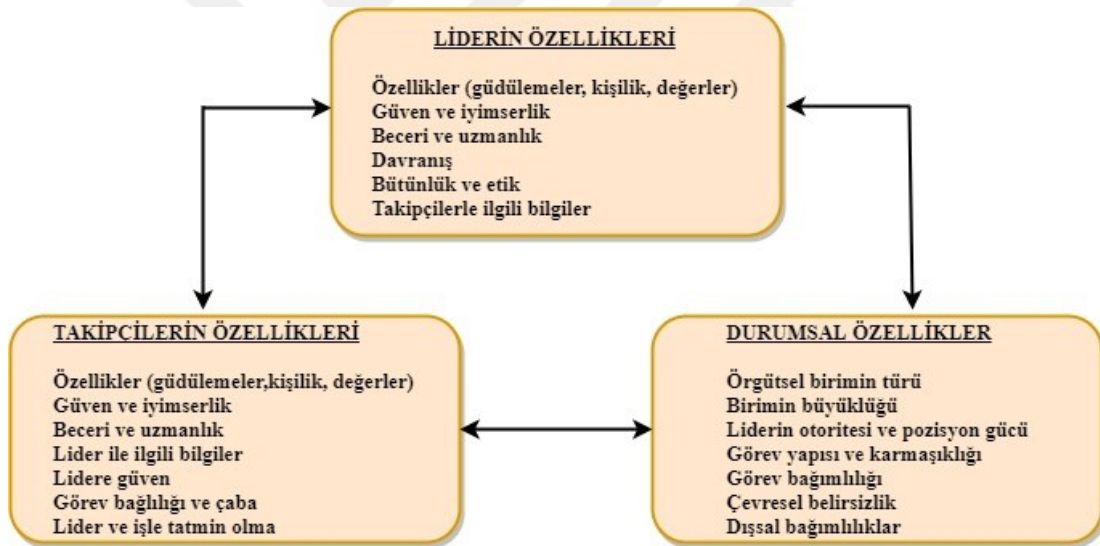 LİDERİN ÖZELLİKLERİ
Özellikler (güdülemeler, kişilik, değerler)
Güven ve iyimserlik
Beceri ve uzmanlık
Davranış
Bütünlük ve etik
Takipçilerle ilgili bilgiler
TAKİPÇİLERİN ÖZELLİKLERİ
Özellikler (güdülemeler,kişilik, değerler)
Güven ve iyimserlik
Beceri ve uzmanlık
Lider ile ilgili bilgiler
Lidere güven
Görev bağlılığı ve çaba
Lider ve işle tatmin olma
DURUMSAL ÖZELLİKLER
Örgütsel birimin türü
Birimin büyüklüğü
Liderin otoritesi ve pozisyon gücü
Görev yapısı ve karmaşıklığı
Görev bağımlılığı
Çevresel belirsizlik
Dışsal bağımlılıklar